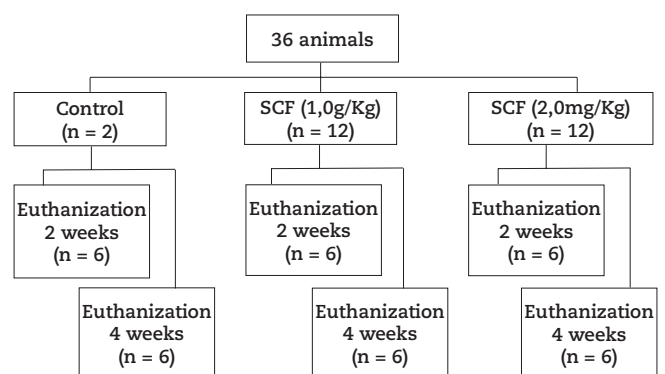 36 animals
Control
(n = 2)
SCF (1,0g/Kg)
(n = 12)
SCF (2,0mg/Kg)
(n = 12)
Euthanization
2 weeks
(n = 6)
Euthanization
2 weeks
(n = 6)
Euthanization
2 weeks
(n = 6)
Euthanization
4 weeks
(n = 6)
Euthanization
4 weeks
(n = 6)
Euthanization
4 weeks
(n = 6)